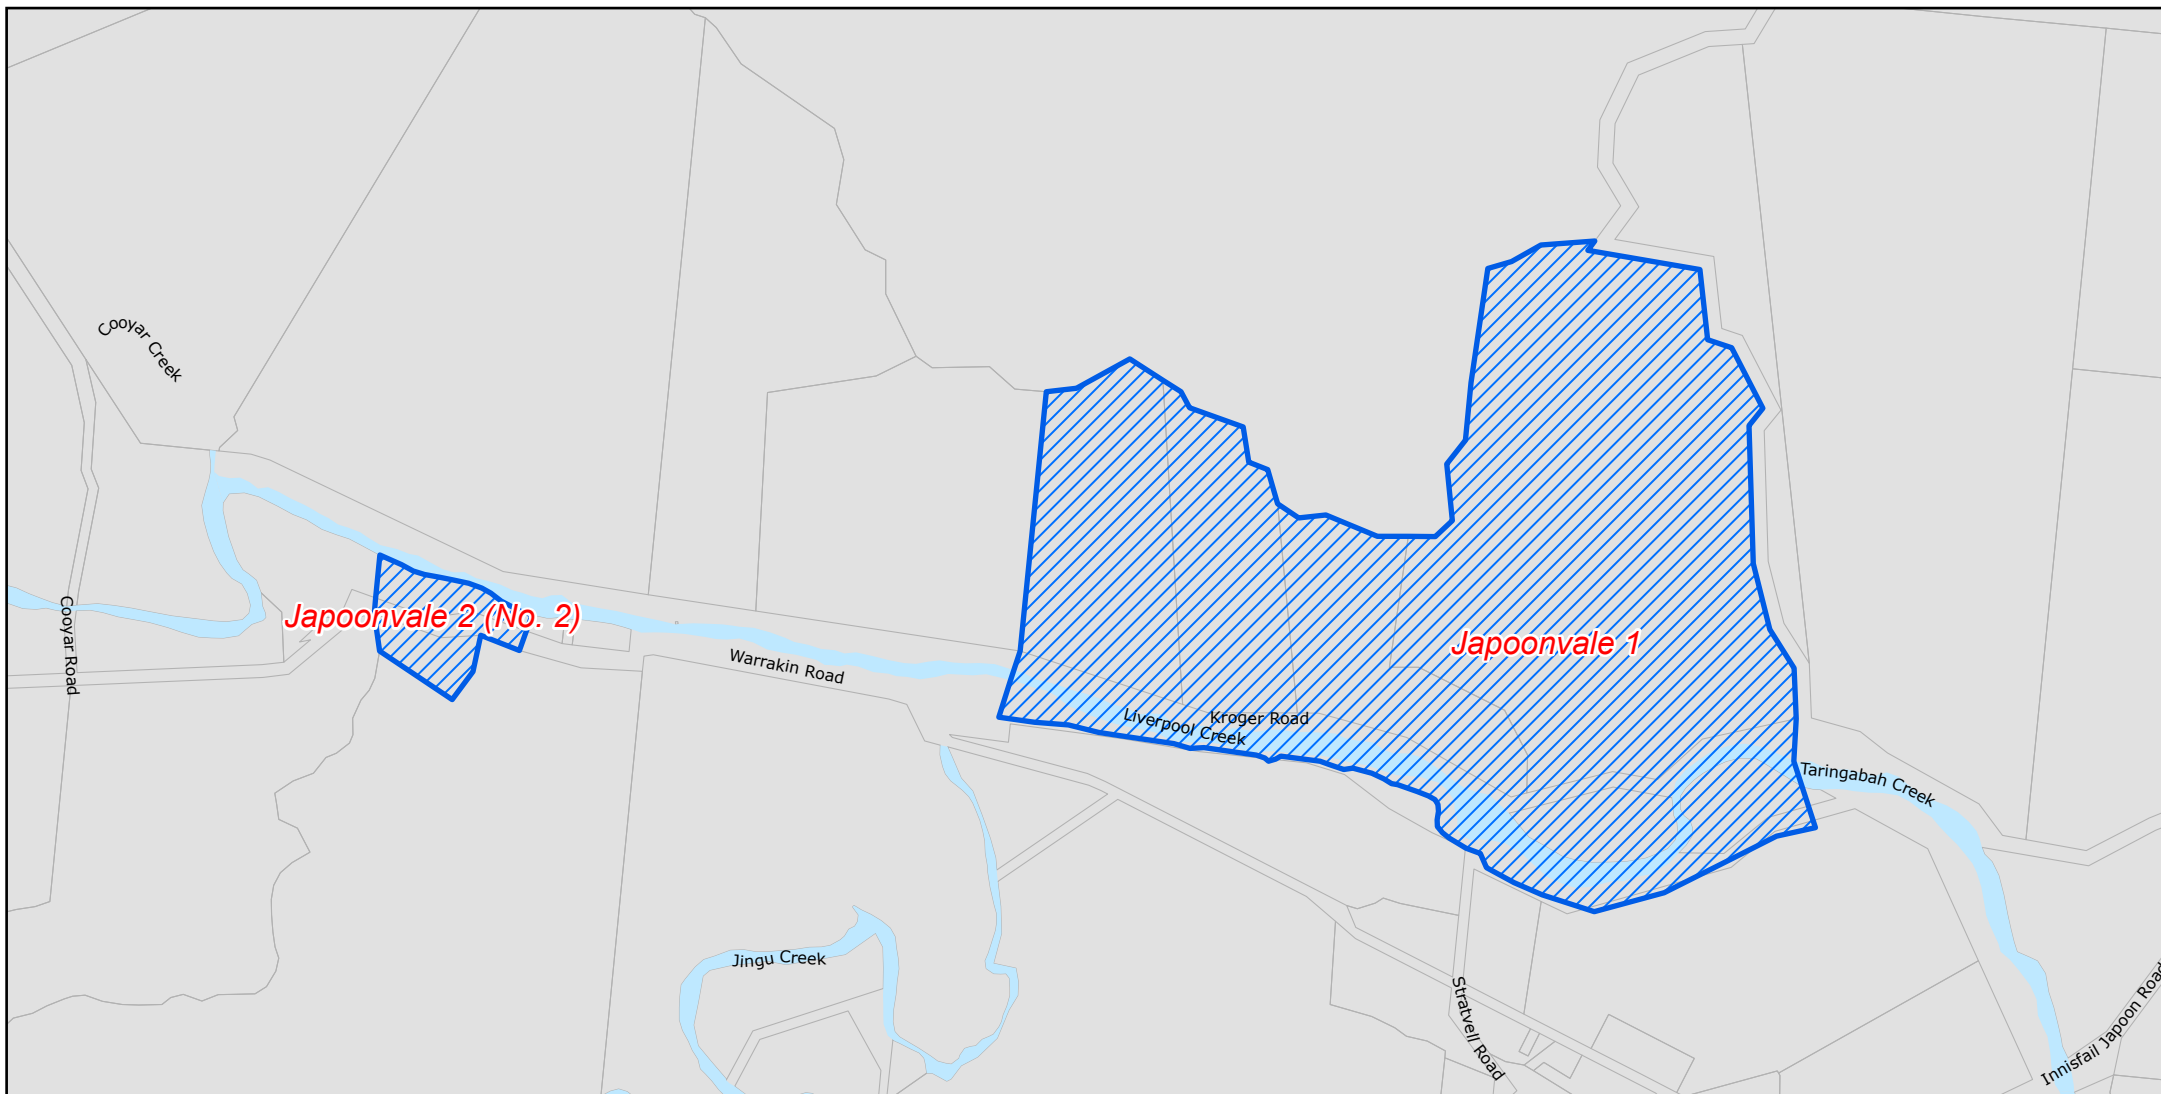 Cooyar Creek
Cooyar Road
Japoonvale 2 (No. 2)
Japoonvale 1
Warrakin Road
Liverpool Creek
Kroger Road
Taringabah Creek
Jingu Creek
Stratvell Road
Innisfail Japoon Road